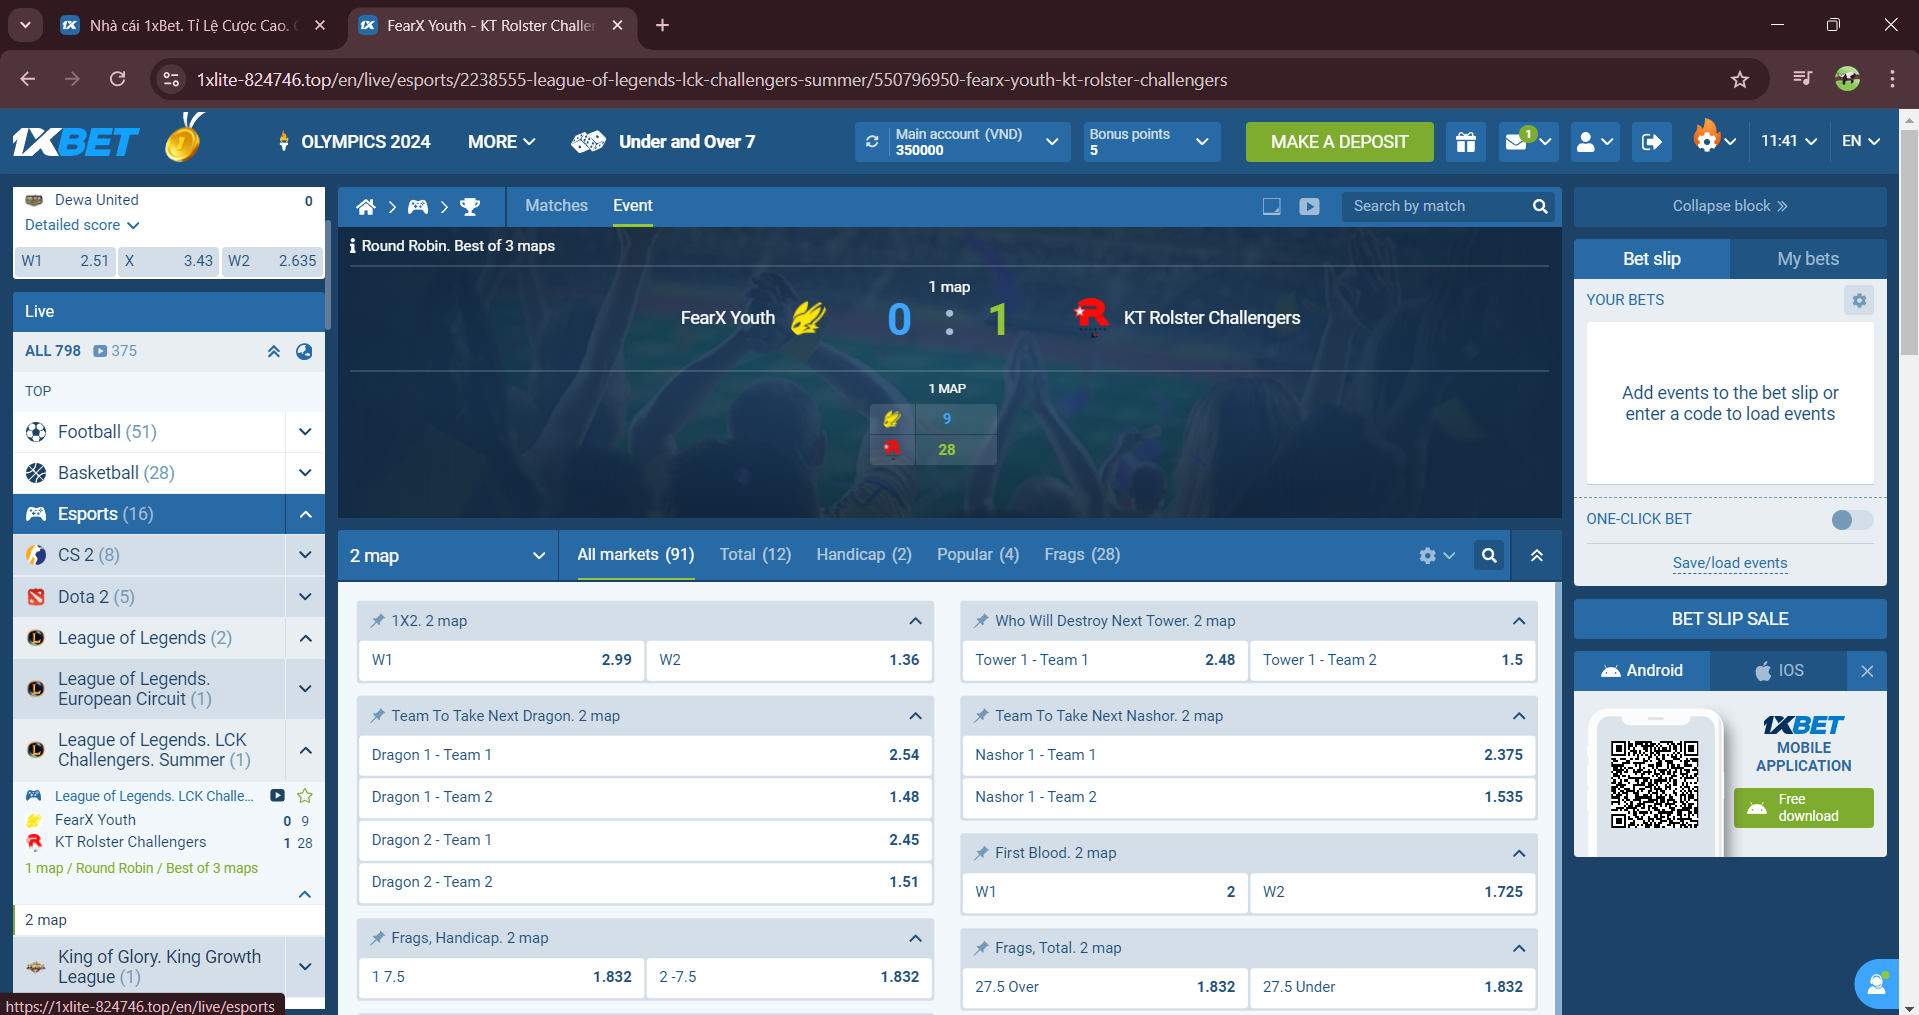 Nhà cái 1xBet. Tỉ Lệ Cược Cao.
FearX Youth - KT Rolster Challer
1xlite-824746.top/en/live/esports/2238555-league-of-legends-lck-challengers-summer/550796950-fearx-youth-kt-rolster-challengers
1XBET
OLYMPICS 2024
MORE
Under and Over 7
Main account (VND)
350000
Bonus points
5
MAKE A DEPOSIT
1
11:41
EN
Dewa United 0
Detailed score
W1 2.51 X 3.43 W2 2.635
Live
ALL 798 375
TOP
Football (51)
Basketball (28)
Esports (16)
CS 2 (8)
Dota 2 (5)
League of Legends (2)
League of Legends.
European Circuit (1)
League of Legends. LCK
Challengers. Summer (1)
League of Legends. LCK Challe...
FearX Youth 0 9
KT Rolster Challengers 1 28
1 map / Round Robin / Best of 3 maps
2 map
King of Glory. King Growth
League (1)
https://1xlite-824746.top/en/live/esports
Matches
Event
Search by match
Round Robin. Best of 3 maps
1 map
FearX Youth 0 : 1 KT Rolster Challengers
1 MAP
9
28
2 map
All markets (91)
Total (12)
Handicap (2)
Popular (4)
Frags (28)
1X2. 2 map
W1 2.99 W2 1.36
Team To Take Next Dragon. 2 map
Dragon 1 - Team 1 2.54
Dragon 1 - Team 2 1.48
Dragon 2 - Team 1 2.45
Dragon 2 - Team 2 1.51
Frags, Handicap. 2 map
1 7.5 1.832 2 -7.5 1.832
Who Will Destroy Next Tower. 2 map
Tower 1 - Team 1 2.48 Tower 1 - Team 2 1.5
Team To Take Next Nashor. 2 map
Nashor 1 - Team 1 2.375
Nashor 1 - Team 2 1.535
First Blood. 2 map
W1 2 W2 1.725
Frags, Total. 2 map
27.5 Over 1.832 27.5 Under 1.832
Collapse block
Bet slip
My bets
YOUR BETS
Add events to the bet slip or
enter a code to load events
ONE-CLICK BET
Save/load events
BET SLIP SALE
Android
IOS
1XBET
MOBILE
APPLICATION
Free
download